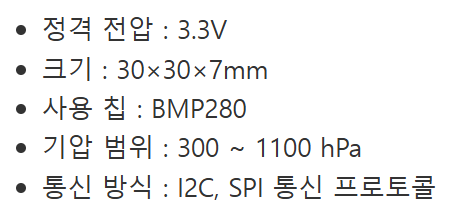 • 정격 전압 : 3.3V
• 크기 : 30×30×7mm
• 사용 칩 : BMP280
• 기압 범위 : 300 ~ 1100 hPa
• 통신 방식 : I2C, SPI 통신 프로토콜